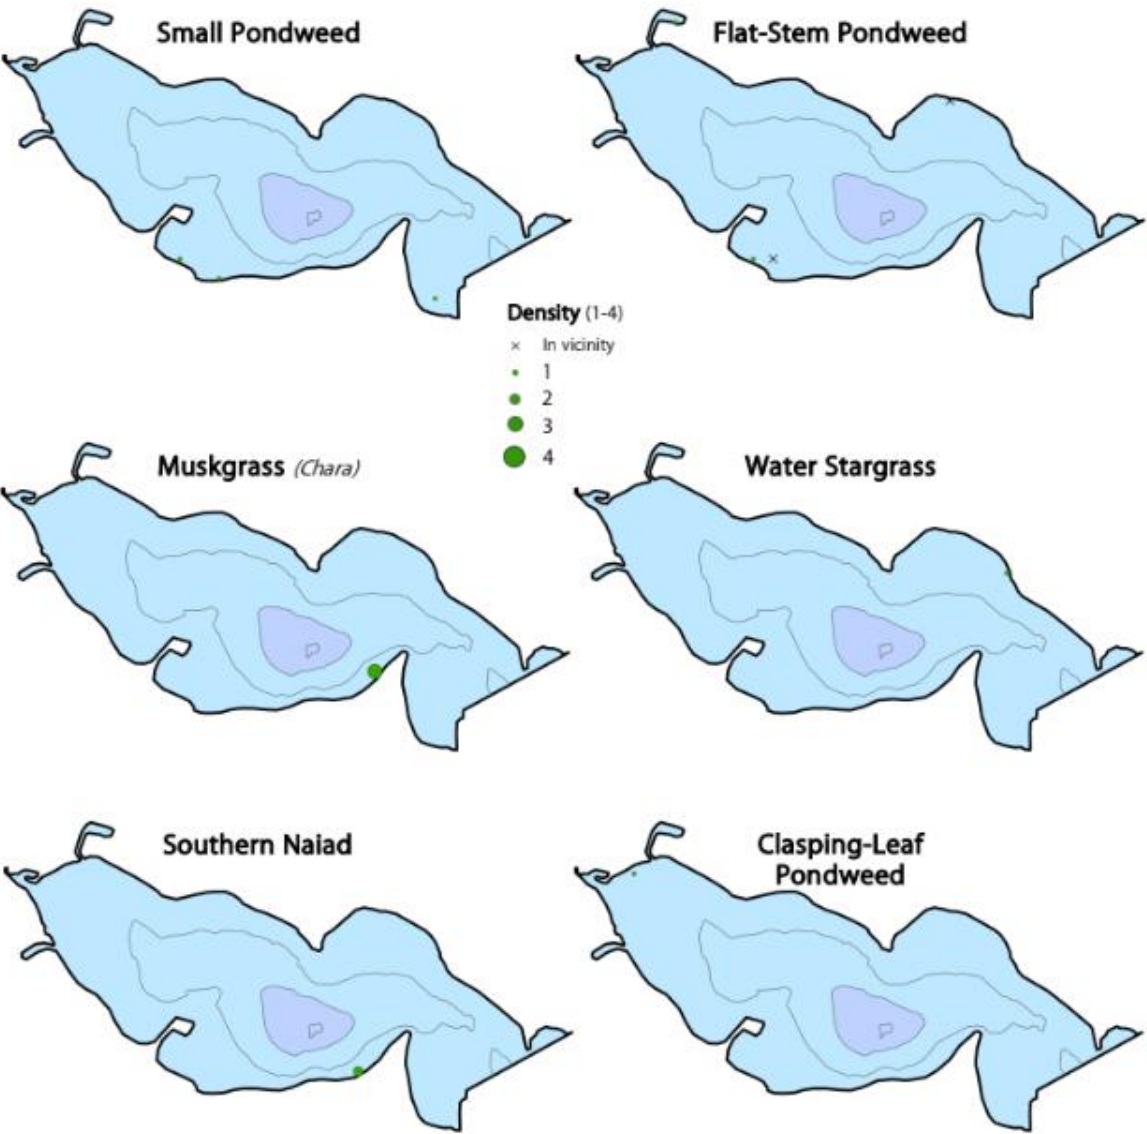 Small Pondweed
Flat-Stem Pondweed
Density (1-4)
× In vicinity
1
2
3
4
Muskgrass (Chara)
Water Stargrass
Southern Naiad
Clasping-Leaf
Pondweed